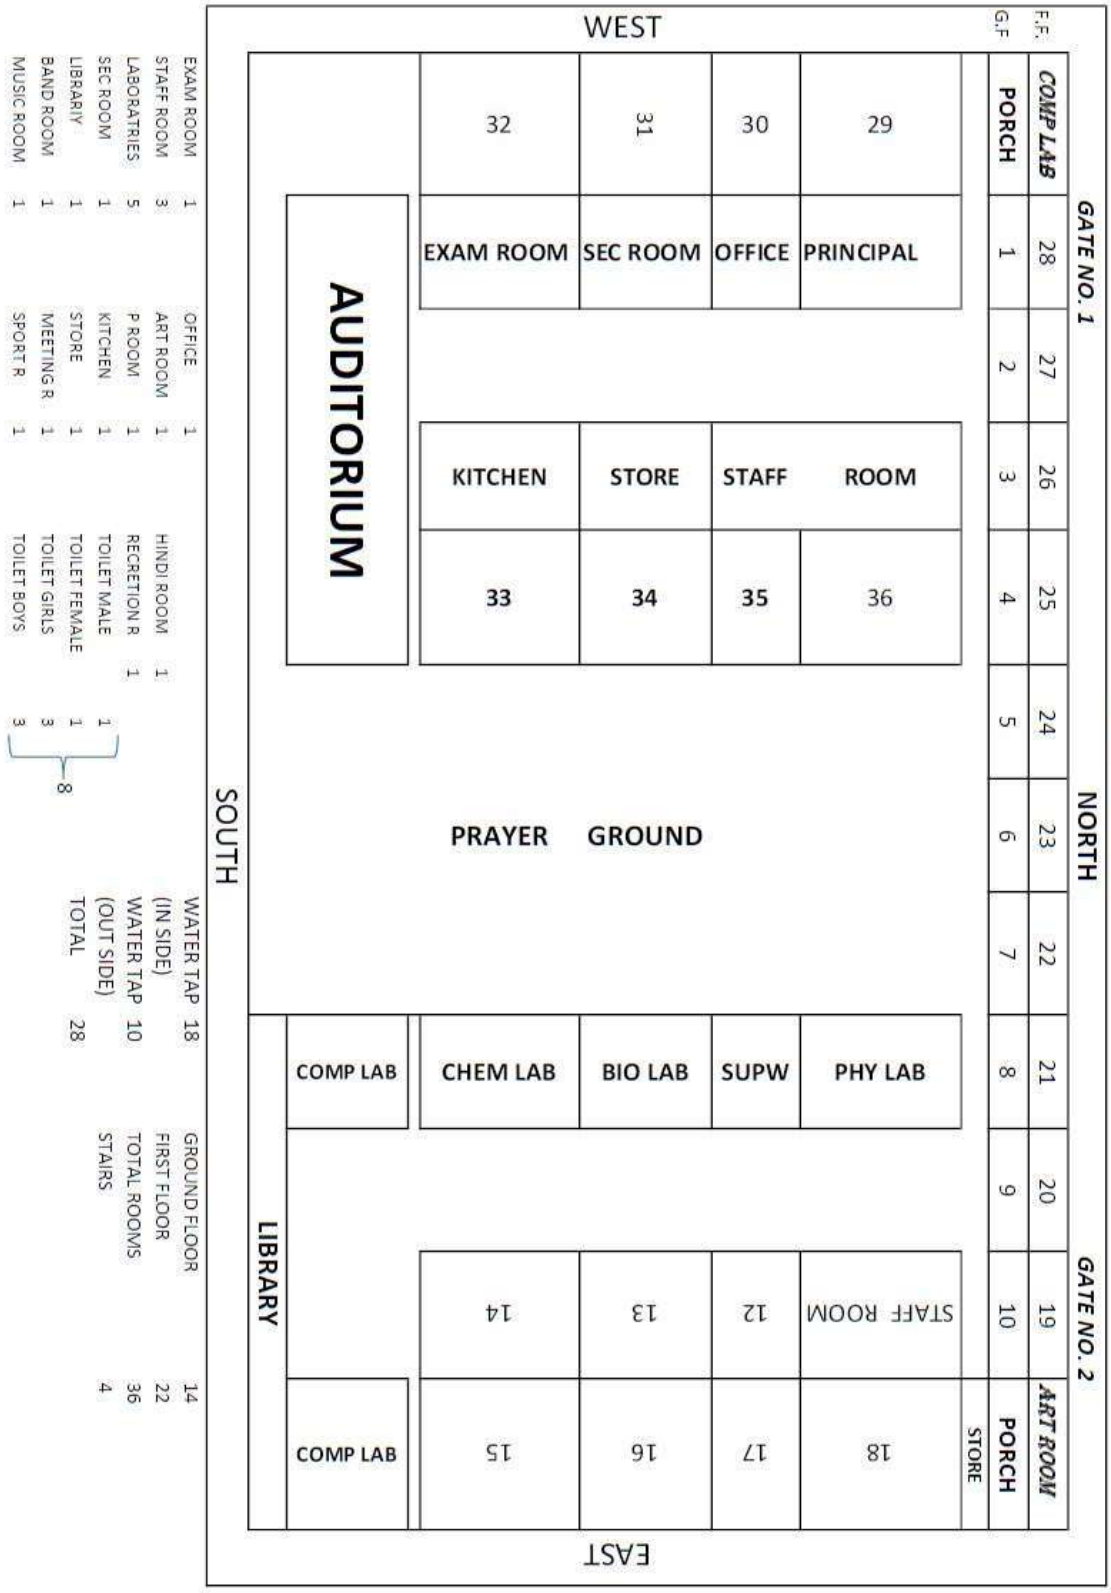 WEST
F.F.
G.F
COMP LAB
28
27
26
25
24
23
22
21
20
19
ART ROOM
PORCH
1
2
3
4
5
6
7
8
9
10
PORCH
STORE
GATE NO. 1
NORTH
GATE NO. 2
32
31
30
29
EXAM ROOM
SEC ROOM
OFFICE
PRINCIPAL
AUDITORIUM
KITCHEN
STORE
STAFF ROOM
33
34
35
36
PRAYER GROUND
COMP LAB
CHEM LAB
BIO LAB
SUPW
PHY LAB
LIBRARY
14
13
12
STAFF ROOM
COMP LAB
15
16
17
18
SOUTH
EAST
EXAM ROOM 1
STAFF ROOM 3
LABORATRIES 5
SEC ROOM 1
LIBRARIY 1
BAND ROOM 1
MUSIC ROOM 1
OFFICE 1
ART ROOM 1
P ROOM 1
KITCHEN 1
STORE 1
MEETING R 1
SPORT R 1
HINDI ROOM 1
RECRETION R 1
TOILET MALE 1
TOILET FEMALE 1
TOILET GIRLS 3
TOILET BOYS 3
8
WATER TAP 18
(IN SIDE)
WATER TAP 10
(OUT SIDE)
TOTAL 28
GROUND FLOOR 14
FIRST FLOOR 22
TOTAL ROOMS 36
STAIRS 4